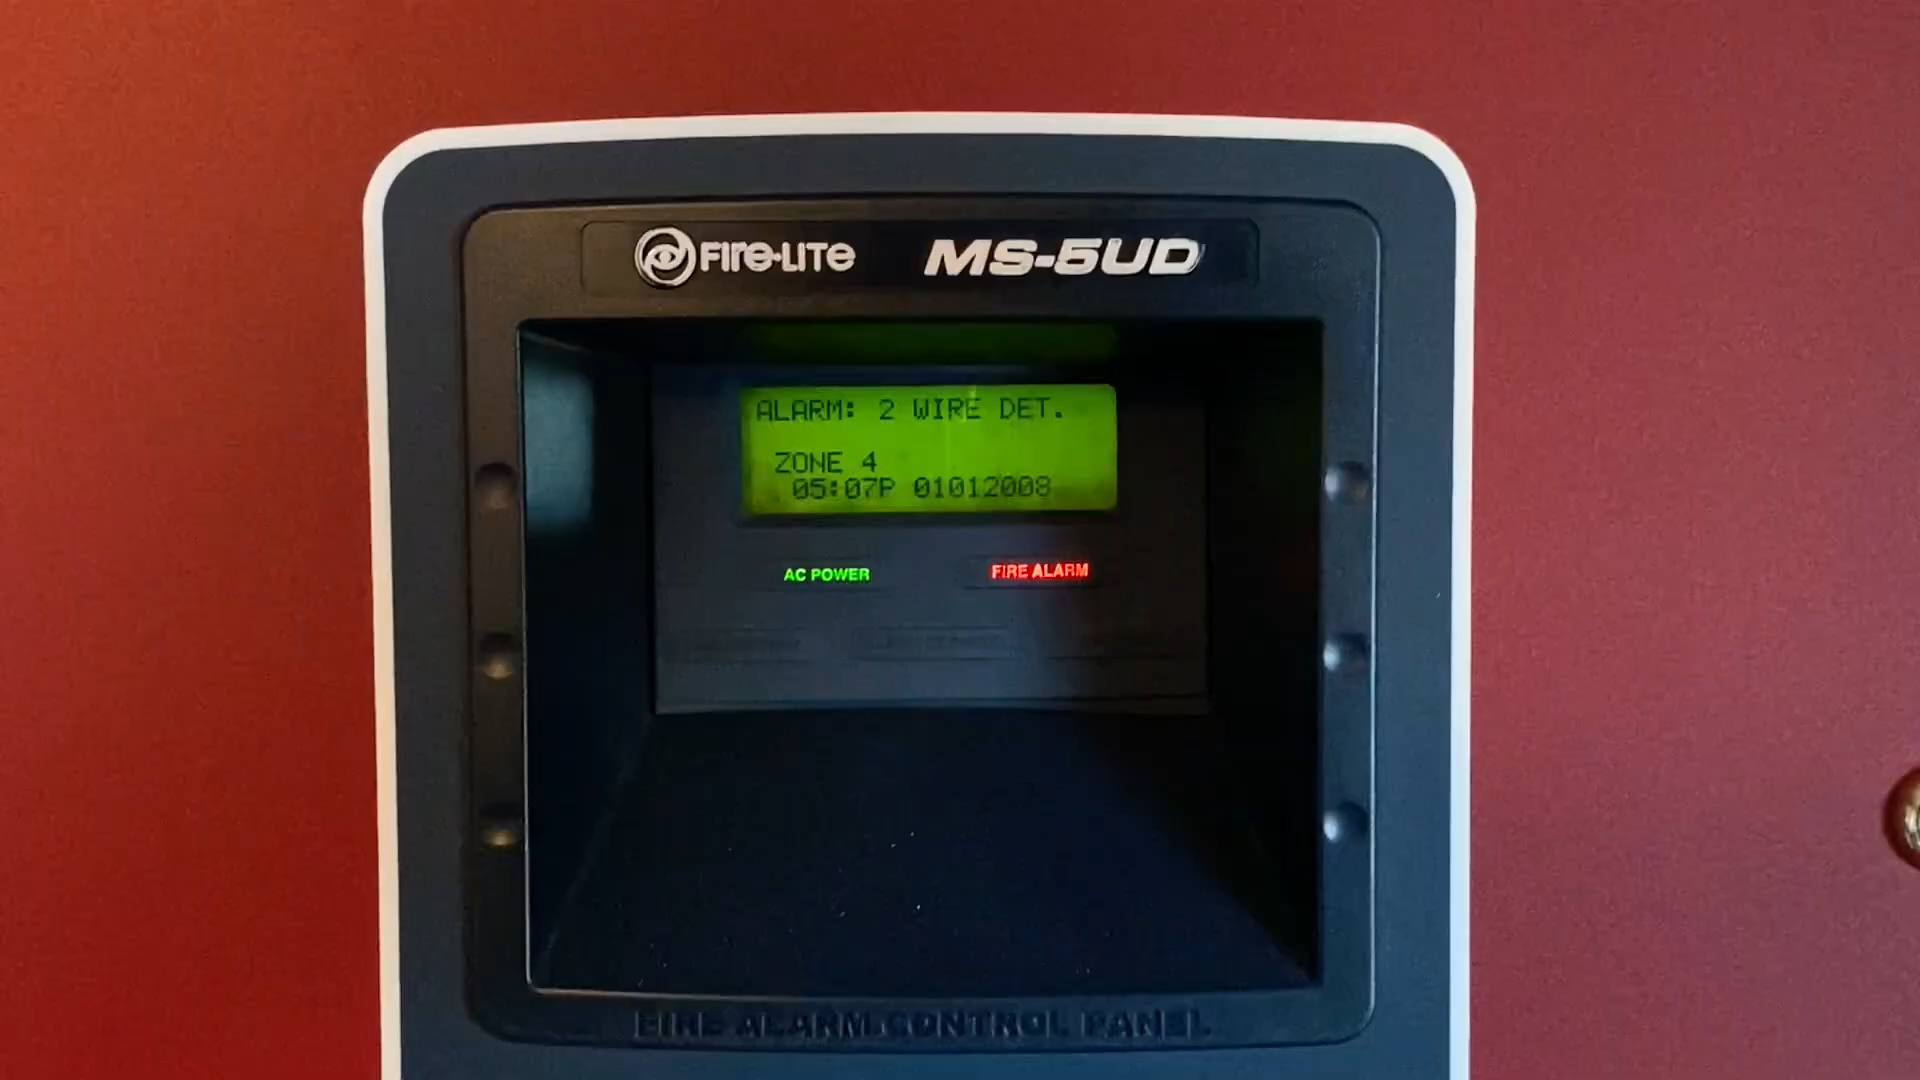 FIRE-LITE MS-5UD
ALARM: 2 WIRE DET.
ZONE 4
05:07P 01012008
AC POWER FIRE ALARM
FIRE ALARM CONTROL PANEL